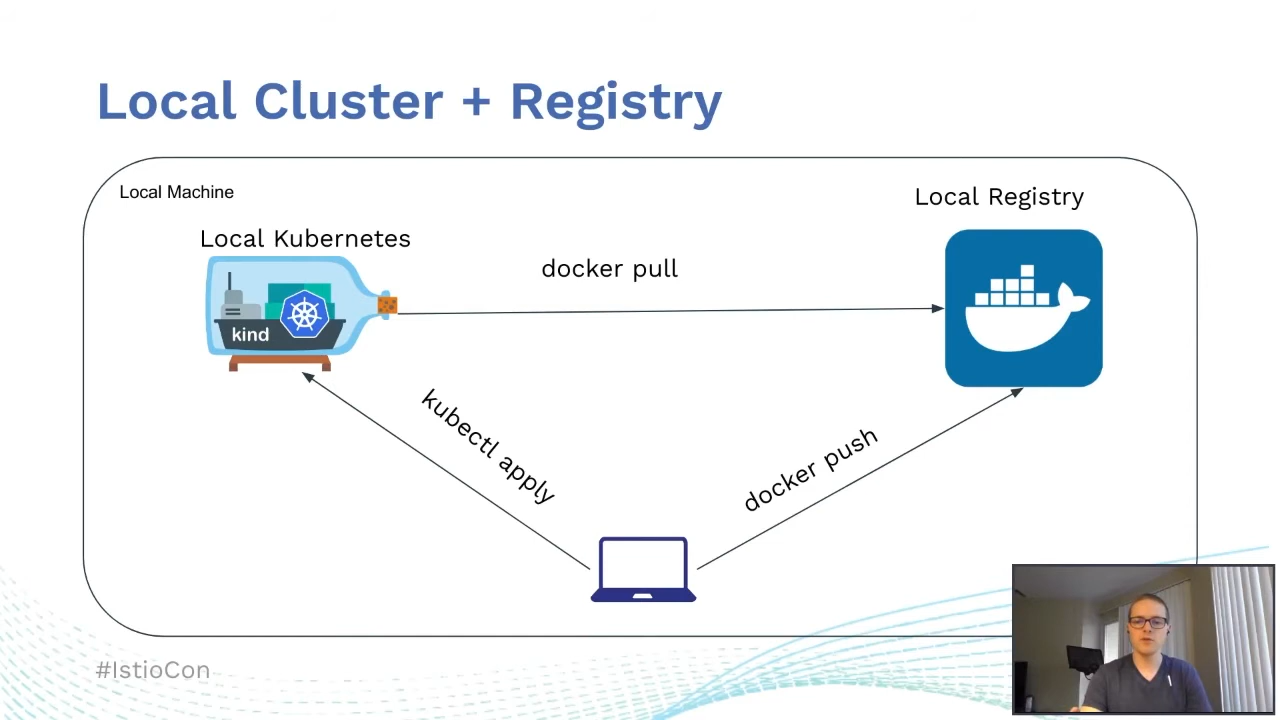 Local Cluster + Registry
Local Machine
Local Registry
Local Kubernetes
docker pull
kind
kubectl apply
docker push
#IstioCon